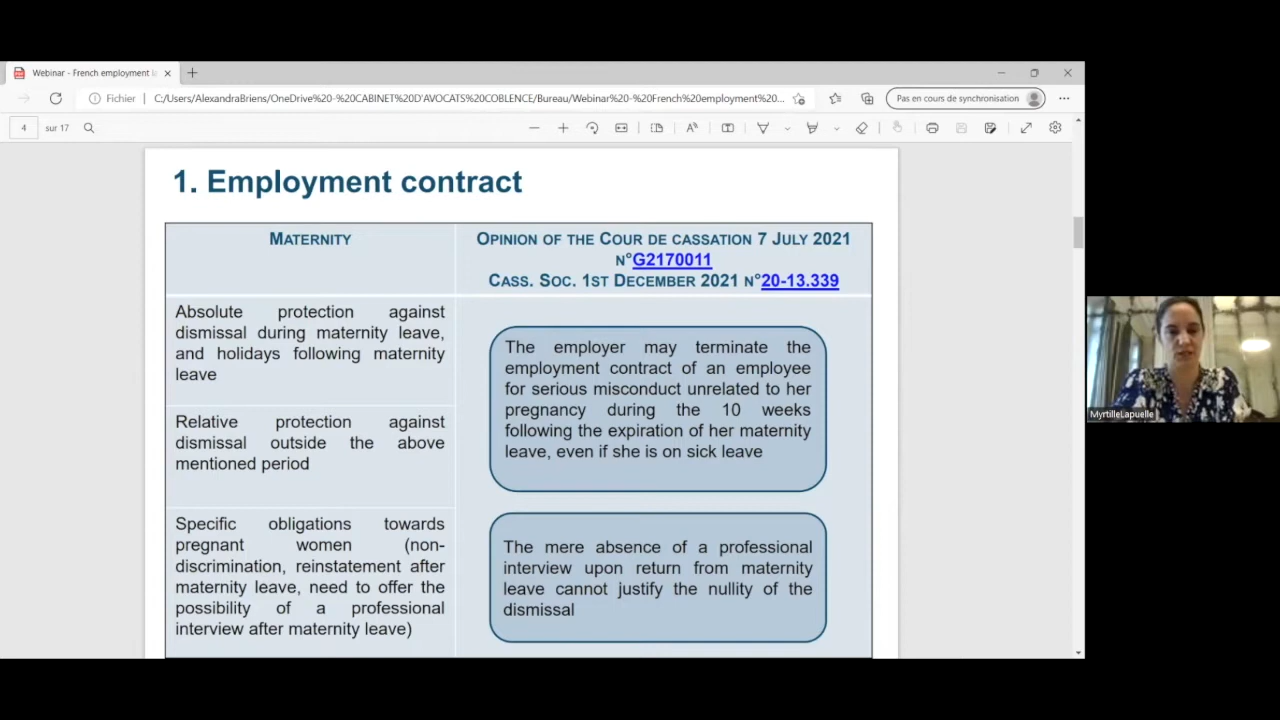 Webinar - French employment l
Fichier
C:/Users/AlexandraBriens/OneDrive%20-%20CABINET%20D'AVOCATS%20COBLENCE/Bureau/Webinar%20-%20French%20employment%20...
Pas en cours de synchronisation
4
sur 17
1. Employment contract
MATERNITY
OPINION OF THE COUR DE CASSATION 7 JULY 2021
N°G2170011
CASS. SOC. 1ST DECEMBER 2021 N°20-13.339
Absolute protection against
dismissal during maternity leave,
and holidays following maternity
leave
Relative protection against
dismissal outside the above
mentioned period
Specific obligations towards
pregnant women (non-
discrimination, reinstatement after
maternity leave, need to offer the
possibility of a professional
interview after maternity leave)
The employer may terminate the
employment contract of an employee
for serious misconduct unrelated to her
pregnancy during the 10 weeks
following the expiration of her maternity
leave, even if she is on sick leave
The mere absence of a professional
interview upon return from maternity
leave cannot justify the nullity of the
dismissal
MyrtilleLapuelle